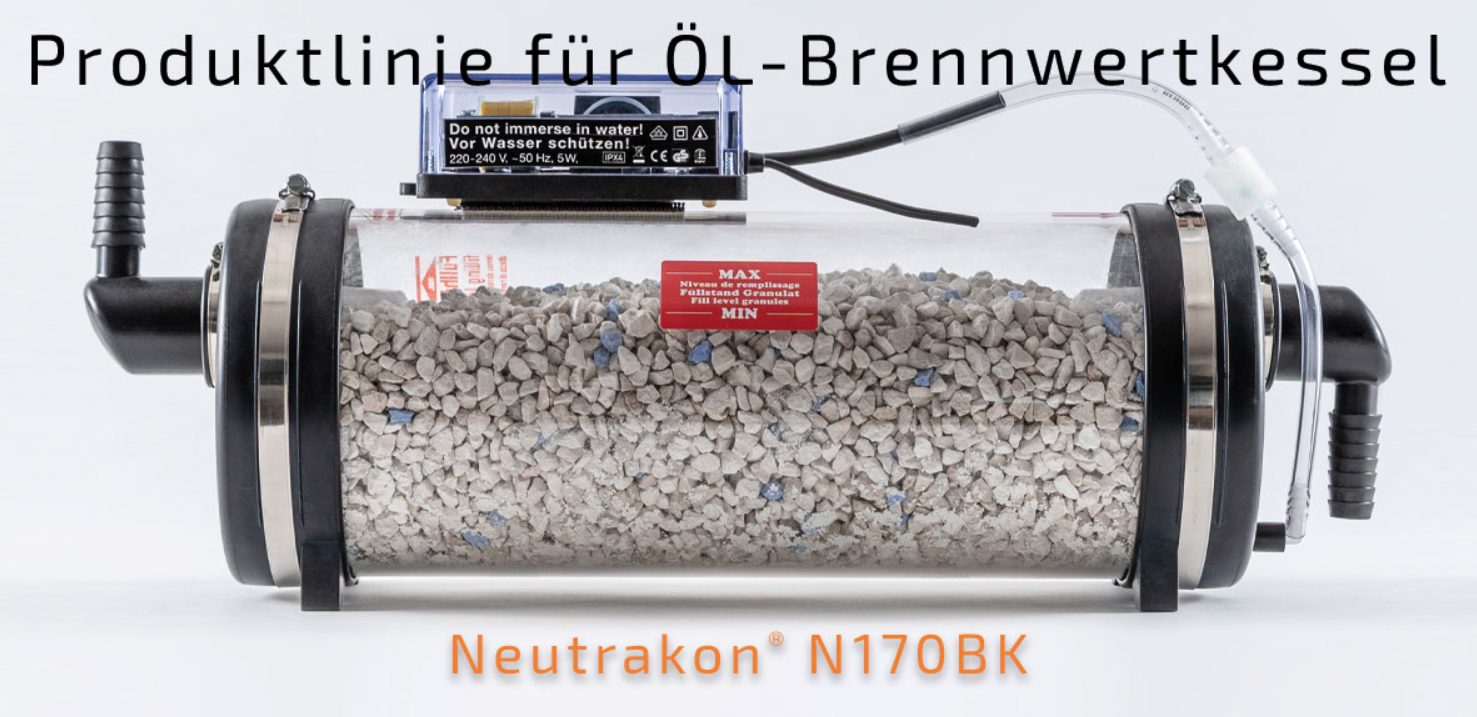 Produktlinie für ÖL-Brennwertkessel
Do not immerse in water!
Vor Wasser schützen!
220-240 V, ~50 Hz, 5W, IPX4 CE
MAX
Niveau de remplissage
Füllstand Granulat
Fill level granules
MIN
Neutrakon® N170BK